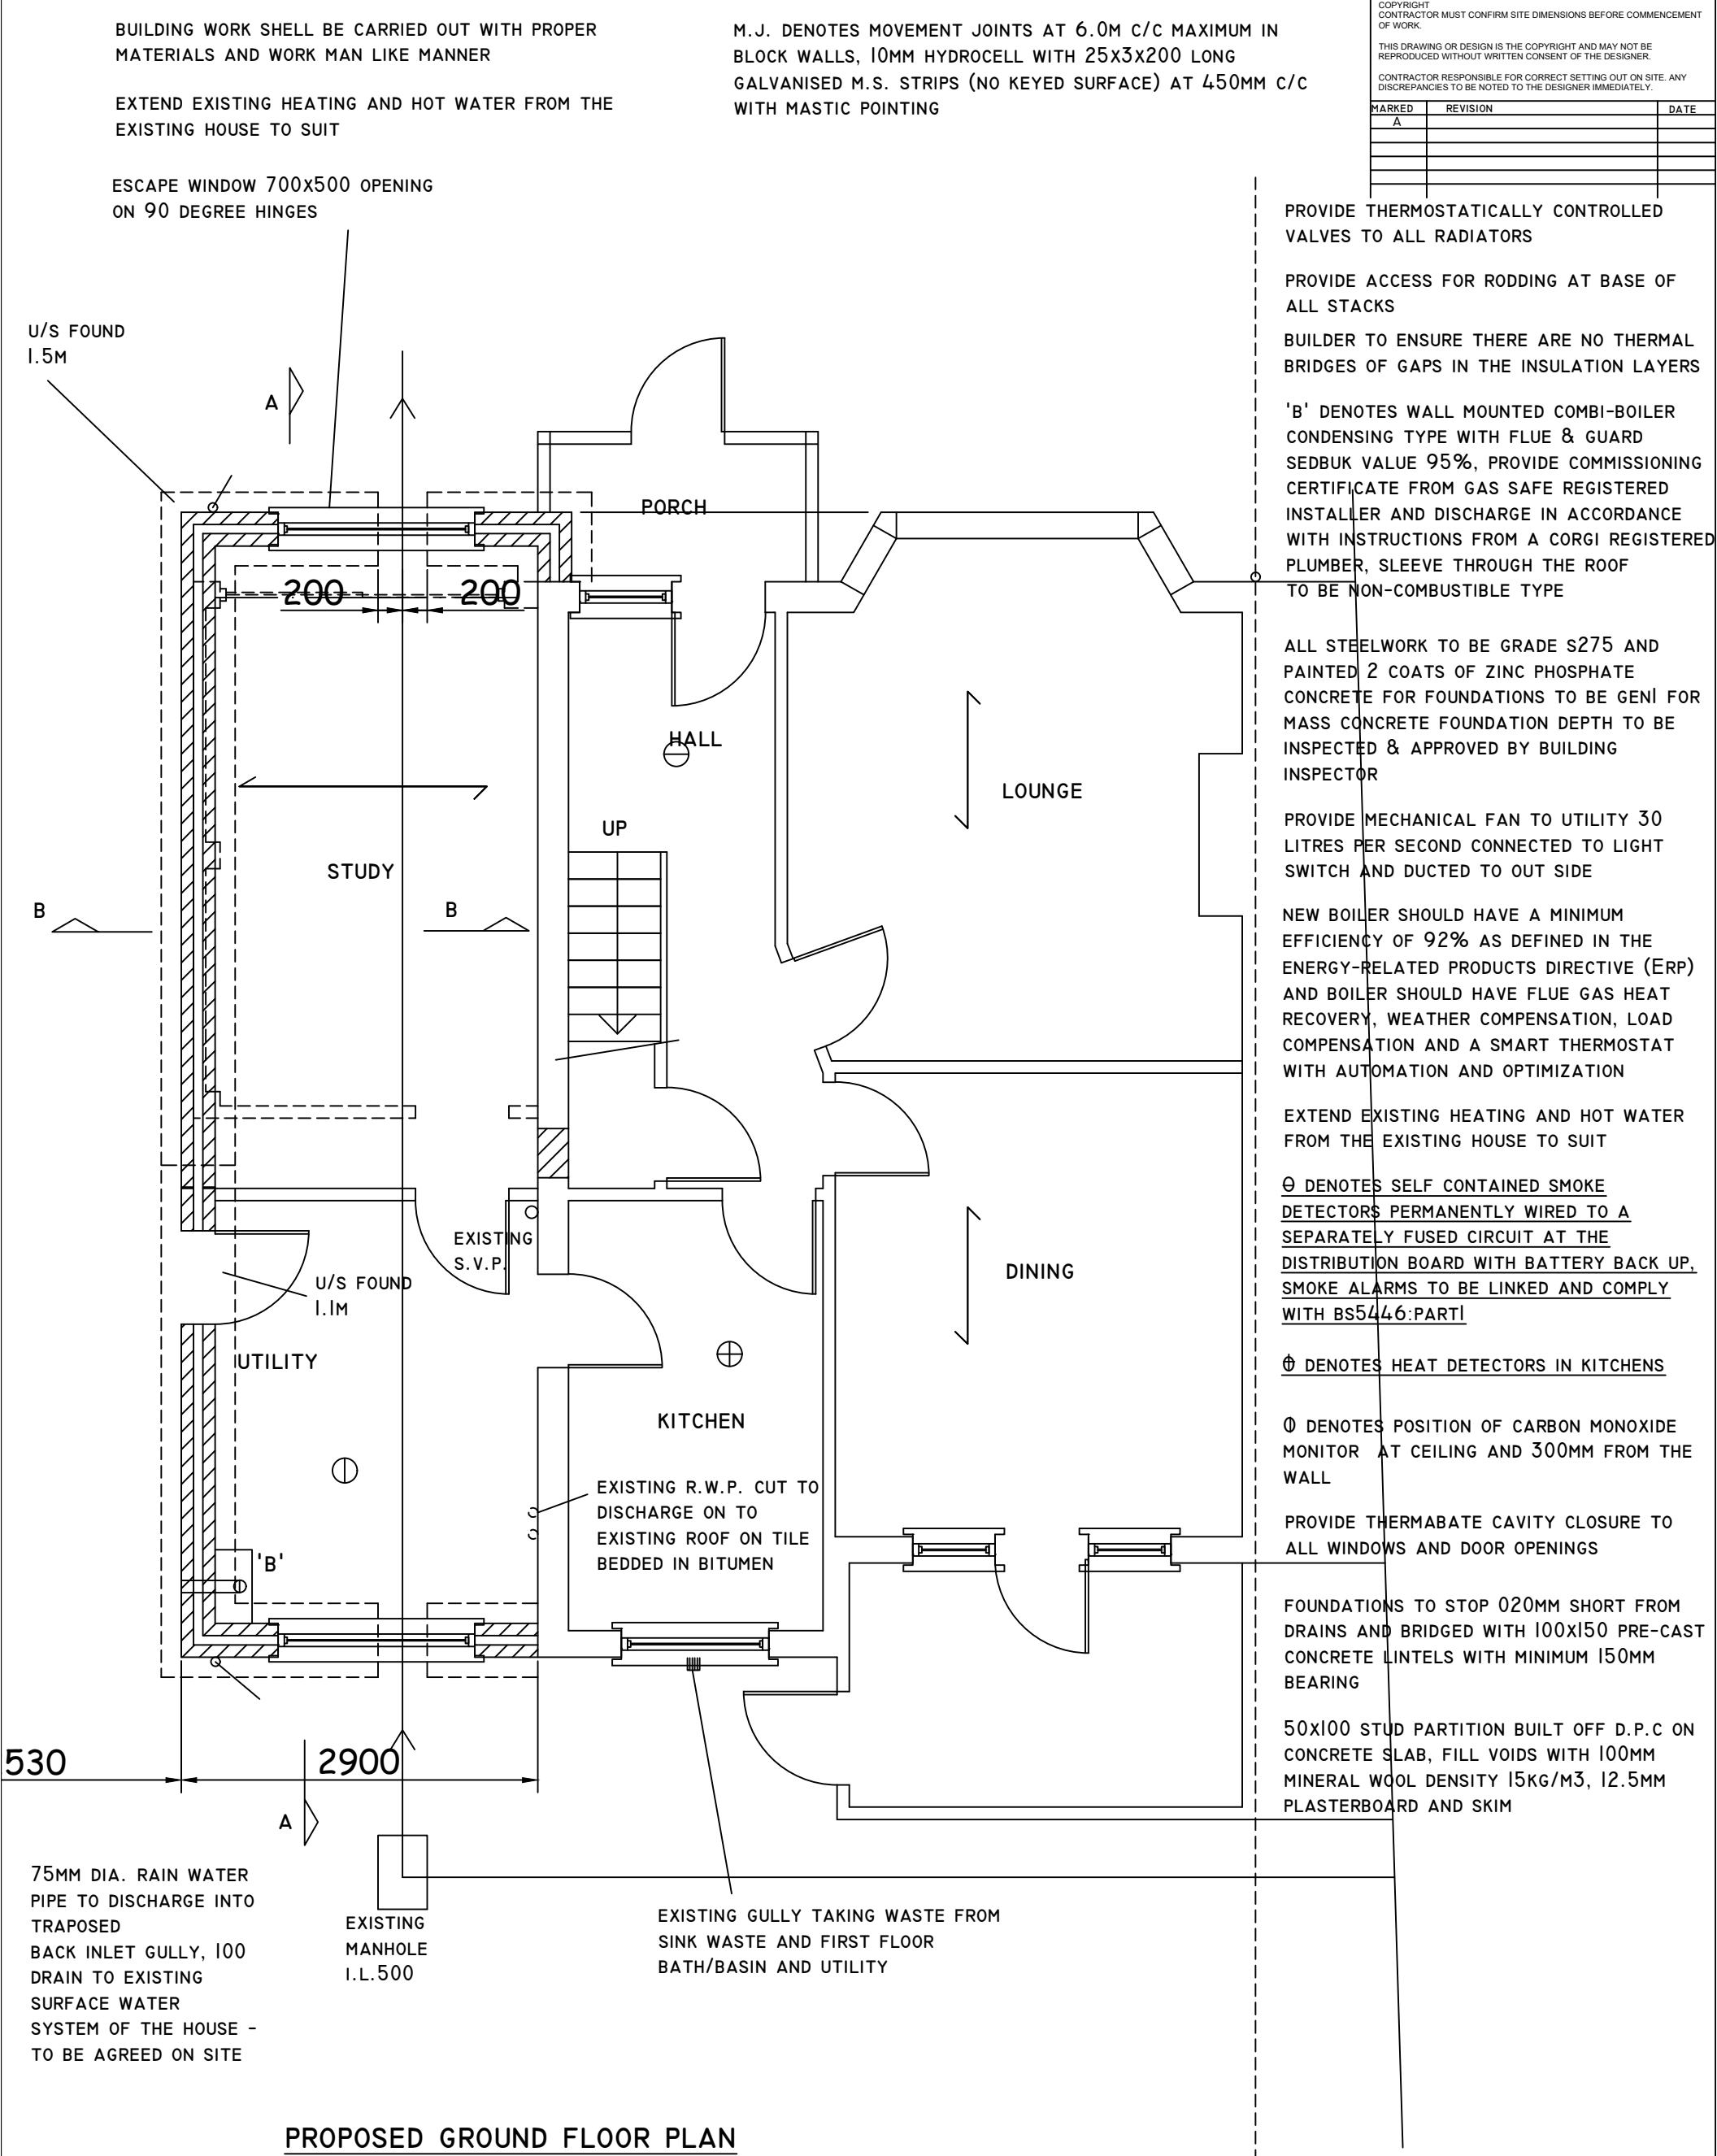 BUILDING WORK SHELL BE CARRIED OUT WITH PROPER
MATERIALS AND WORK MAN LIKE MANNER
EXTEND EXISTING HEATING AND HOT WATER FROM THE
EXISTING HOUSE TO SUIT
M.J. DENOTES MOVEMENT JOINTS AT 6.0M C/C MAXIMUM IN
BLOCK WALLS, 10MM HYDROCELL WITH 25X3X200 LONG
GALVANISED M.S. STRIPS (NO KEYED SURFACE) AT 450MM C/C
WITH MASTIC POINTING
COPYRIGHT
CONTRACTOR MUST CONFIRM SITE DIMENSIONS BEFORE COMMENCEMENT
OF WORK.
THIS DRAWING OR DESIGN IS THE COPYRIGHT AND MAY NOT BE
REPRODUCED WITHOUT WRITTEN CONSENT OF THE DESIGNER.
CONTRACTOR RESPONSIBLE FOR CORRECT SETTING OUT ON SITE. ANY
DISCREPANCIES TO BE NOTED TO THE DESIGNER IMMEDIATELY.
MARKED REVISION DATE
A
ESCAPE WINDOW 700X500 OPENING
ON 90 DEGREE HINGES
U/S FOUND
1.5M
A
PORCH
200 200
HALL
LOUNGE
UP
STUDY
B
B
EXISTING
S.V.P.
U/S FOUND
1.1M
DINING
UTILITY
KITCHEN
EXISTING R.W.P. CUT TO
DISCHARGE ON TO
EXISTING ROOF ON TILE
BEDDED IN BITUMEN
'B'
530
2900
A
75MM DIA. RAIN WATER
PIPE TO DISCHARGE INTO
TRAPOSED
BACK INLET GULLY, 100
DRAIN TO EXISTING
SURFACE WATER
SYSTEM OF THE HOUSE -
TO BE AGREED ON SITE
EXISTING
MANHOLE
I.L.500
EXISTING GULLY TAKING WASTE FROM
SINK WASTE AND FIRST FLOOR
BATH/BASIN AND UTILITY
PROVIDE THERMOSTATICALLY CONTROLLED
VALVES TO ALL RADIATORS
PROVIDE ACCESS FOR RODDING AT BASE OF
ALL STACKS
BUILDER TO ENSURE THERE ARE NO THERMAL
BRIDGES OF GAPS IN THE INSULATION LAYERS
'B' DENOTES WALL MOUNTED COMBI-BOILER
CONDENSING TYPE WITH FLUE & GUARD
SEDBUK VALUE 95%, PROVIDE COMMISSIONING
CERTIFICATE FROM GAS SAFE REGISTERED
INSTALLER AND DISCHARGE IN ACCORDANCE
WITH INSTRUCTIONS FROM A CORGI REGISTERED
PLUMBER, SLEEVE THROUGH THE ROOF
TO BE NON-COMBUSTIBLE TYPE
ALL STEELWORK TO BE GRADE S275 AND
PAINTED 2 COATS OF ZINC PHOSPHATE
CONCRETE FOR FOUNDATIONS TO BE GEN1 FOR
MASS CONCRETE FOUNDATION DEPTH TO BE
INSPECTED & APPROVED BY BUILDING
INSPECTOR
PROVIDE MECHANICAL FAN TO UTILITY 30
LITRES PER SECOND CONNECTED TO LIGHT
SWITCH AND DUCTED TO OUT SIDE
NEW BOILER SHOULD HAVE A MINIMUM
EFFICIENCY OF 92% AS DEFINED IN THE
ENERGY-RELATED PRODUCTS DIRECTIVE (ERP)
AND BOILER SHOULD HAVE FLUE GAS HEAT
RECOVERY, WEATHER COMPENSATION, LOAD
COMPENSATION AND A SMART THERMOSTAT
WITH AUTOMATION AND OPTIMIZATION
EXTEND EXISTING HEATING AND HOT WATER
FROM THE EXISTING HOUSE TO SUIT
DENOTES SELF CONTAINED SMOKE
DETECTORS PERMANENTLY WIRED TO A
SEPARATELY FUSED CIRCUIT AT THE
DISTRIBUTION BOARD WITH BATTERY BACK UP,
SMOKE ALARMS TO BE LINKED AND COMPLY
WITH BS5446:PART1
DENOTES HEAT DETECTORS IN KITCHENS
DENOTES POSITION OF CARBON MONOXIDE
MONITOR AT CEILING AND 300MM FROM THE
WALL
PROVIDE THERMABATE CAVITY CLOSURE TO
ALL WINDOWS AND DOOR OPENINGS
FOUNDATIONS TO STOP 020MM SHORT FROM
DRAINS AND BRIDGED WITH 100X150 PRE-CAST
CONCRETE LINTELS WITH MINIMUM 150MM
BEARING
50X100 STUD PARTITION BUILT OFF D.P.C ON
CONCRETE SLAB, FILL VOIDS WITH 100MM
MINERAL WOOL DENSITY 15KG/M3, 12.5MM
PLASTERBOARD AND SKIM
PROPOSED GROUND FLOOR PLAN